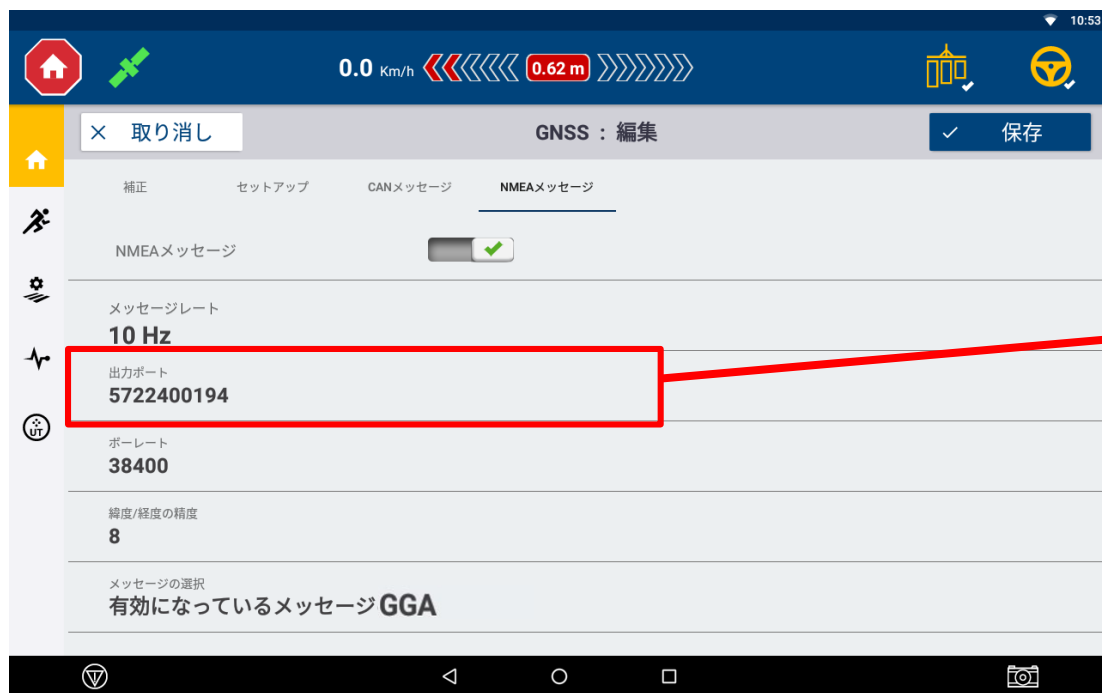 10:53
0.0 Km/h 0.62 m
取り消し GNSS : 編集 保存
補正 セットアップ CANメッセージ NMEAメッセージ
NMEAメッセージ
メッセージレート
10 Hz
出力ポート
5722400194
ボーレート
38400
UT
緯度/経度の精度
8
メッセージの選択
有効になっているメッセージGGA